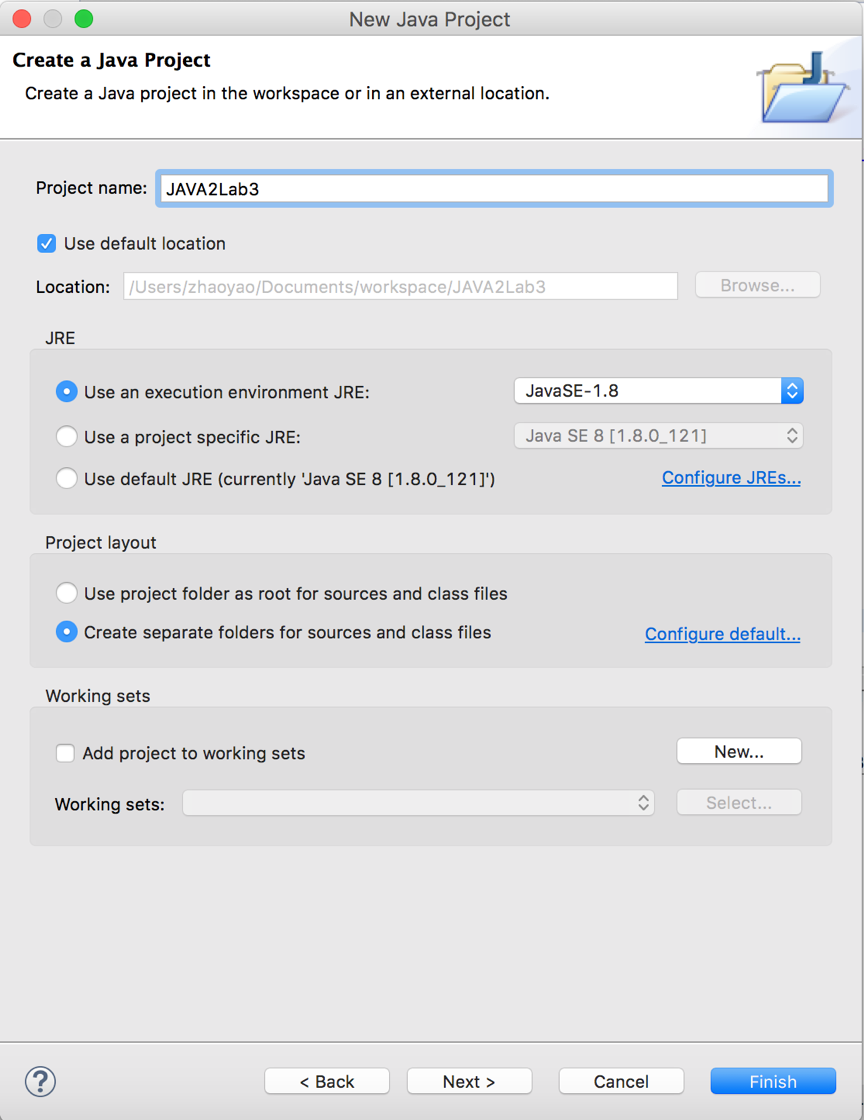 New Java Project
Create a Java Project
Create a Java project in the workspace or in an external location.
Project name: JAVA2Lab3
Use default location
Location: /Users/zhaoyao/Documents/workspace/JAVA2Lab3 Browse...
JRE
Use an execution environment JRE: JavaSE-1.8
Use a project specific JRE: Java SE 8 [1.8.0_121]
Use default JRE (currently 'Java SE 8 [1.8.0_121]') Configure JREs...
Project layout
Use project folder as root for sources and class files
Create separate folders for sources and class files Configure default...
Working sets
Add project to working sets New...
Working sets: Select...
? < Back Next > Cancel Finish